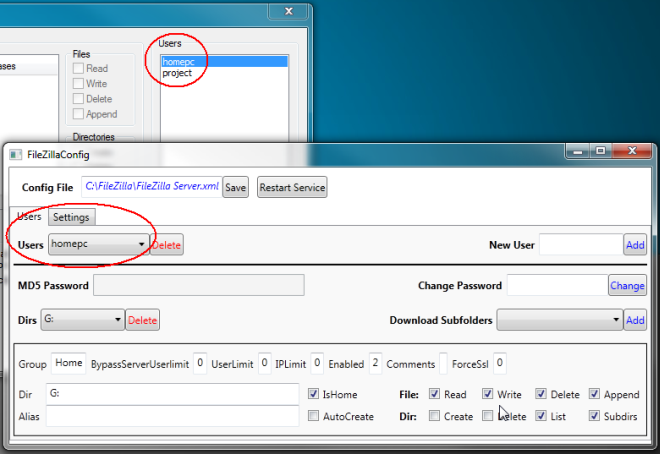 Users
Files
ases
homepc
Read
project
Write
Delete
Append
Directories
FileZillaConfig
Config File C:\FileZilla\FileZilla Server.xml Save Restart Service
Users Settings
Users homepc Delete New User Add
MD5 Password Change Password Change
Dirs G: Delete Download Subfolders Add
Group Home BypassServerUserlimit 0 UserLimit 0 IPLimit 0 Enabled 2 Comments ForceSsl 0
Dir G: IsHome File: Read Write Delete Append
Alias AutoCreate Dir: Create Delete List Subdirs